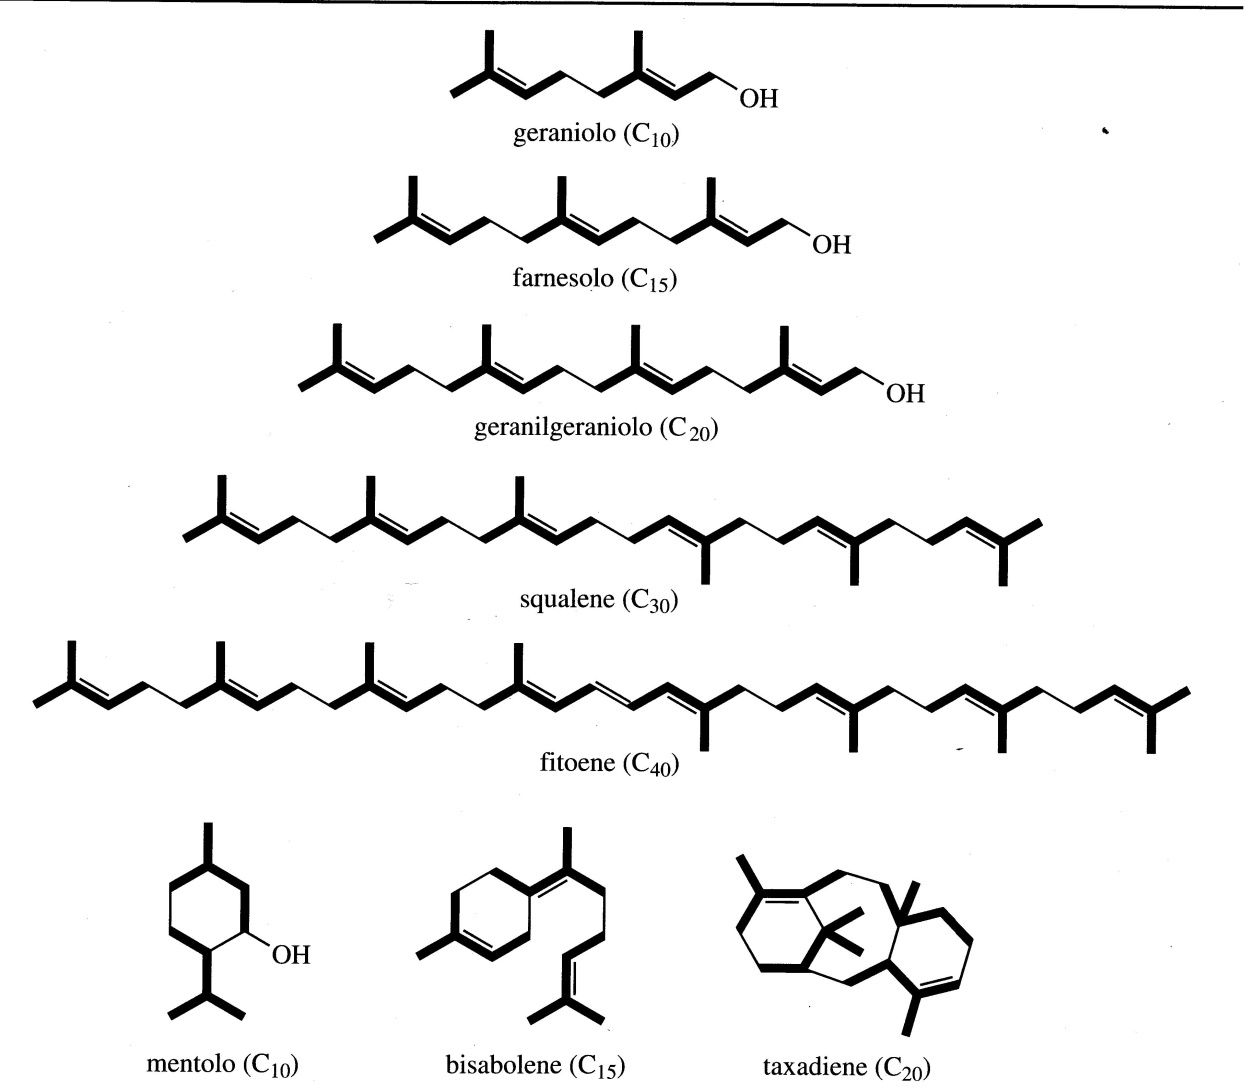 OH
geraniolo (C10)
OH
farnesolo (C15)
OH
geranilgeraniolo (C20)
squalene (C30)
fitoene (C40)
OH
mentolo (C10) bisabolene (C15) taxadiene (C20)